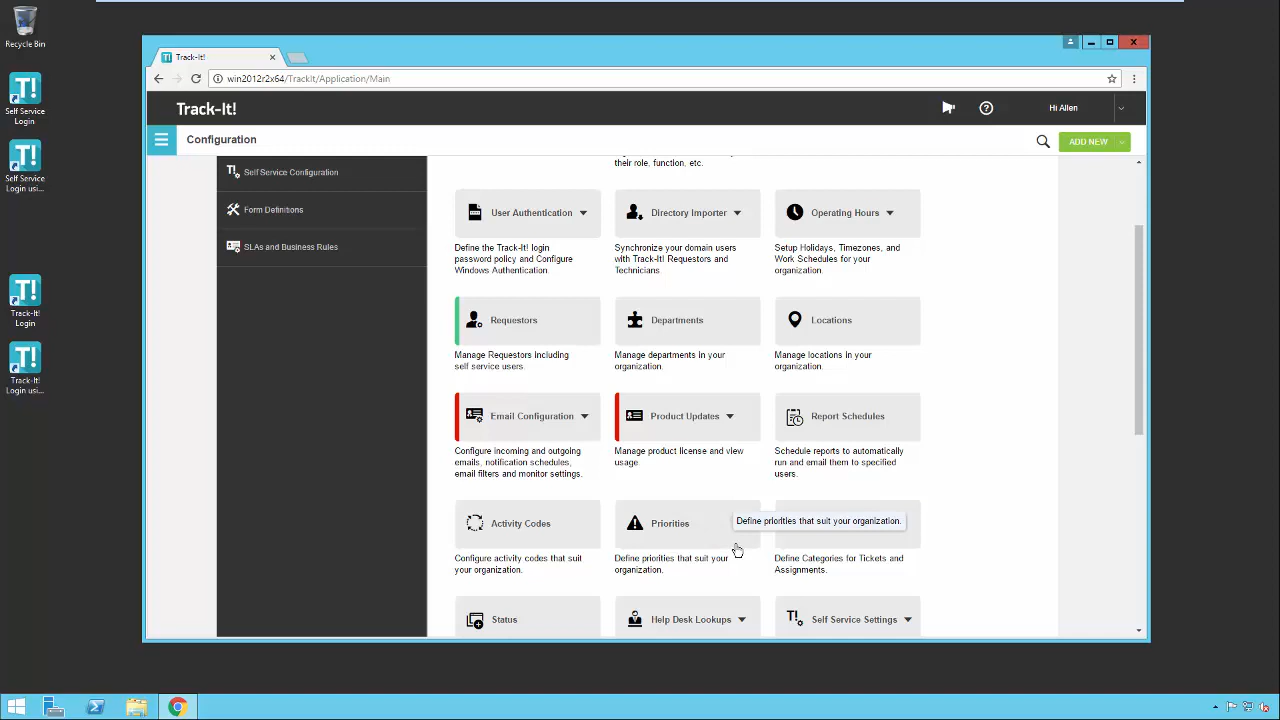 Recycle Bin
Self Service
Login
Self Service
Login usi...
Track-It!
Login
Track-It!
Login usi...
Track-It!
win2012r2x64/TrackIt/Application/Main
Track-It!
Hi Allen
Configuration
ADD NEW
Self Service Configuration
Form Definitions
SLAs and Business Rules
their role, function, etc.
User Authentication
Define the Track-It! login
password policy and Configure
Windows Authentication.
Directory Importer
Synchronize your domain users
with Track-It! Requestors and
Technicians.
Operating Hours
Setup Holidays, Timezones, and
Work Schedules for your
organization.
Requestors
Manage Requestors including
self service users.
Departments
Manage departments in your
organization.
Locations
Manage locations in your
organization.
Email Configuration
Configure incoming and outgoing
emails, notification schedules,
email filters and monitor settings.
Product Updates
Manage product license and view
usage.
Report Schedules
Schedule reports to automatically
run and email them to specified
users.
Activity Codes
Configure activity codes that suit
your organization.
Priorities
Define priorities that suit your
organization.
Define priorities that suit your organization.
Define Categories for Tickets and
Assignments.
Status
Help Desk Lookups
Self Service Settings